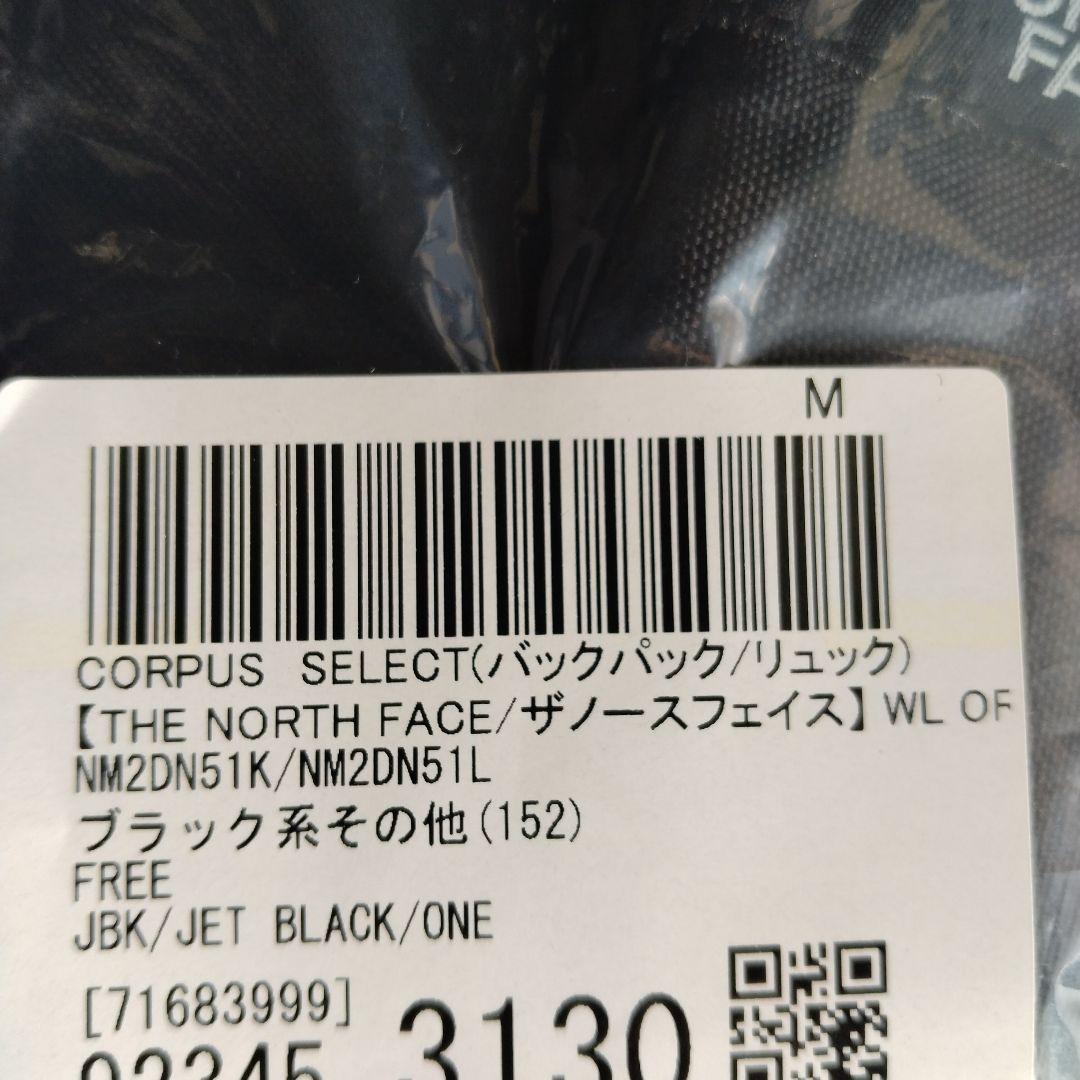 M
CORPUS SELECT(バックパック/リュック)
【THE NORTH FACE/ザノースフェイス】 WL OF
NM2DN51K/NM2DN51L
ブラック系その他(152)
FREE
JBK/JET BLACK/ONE
[71683999]
3130